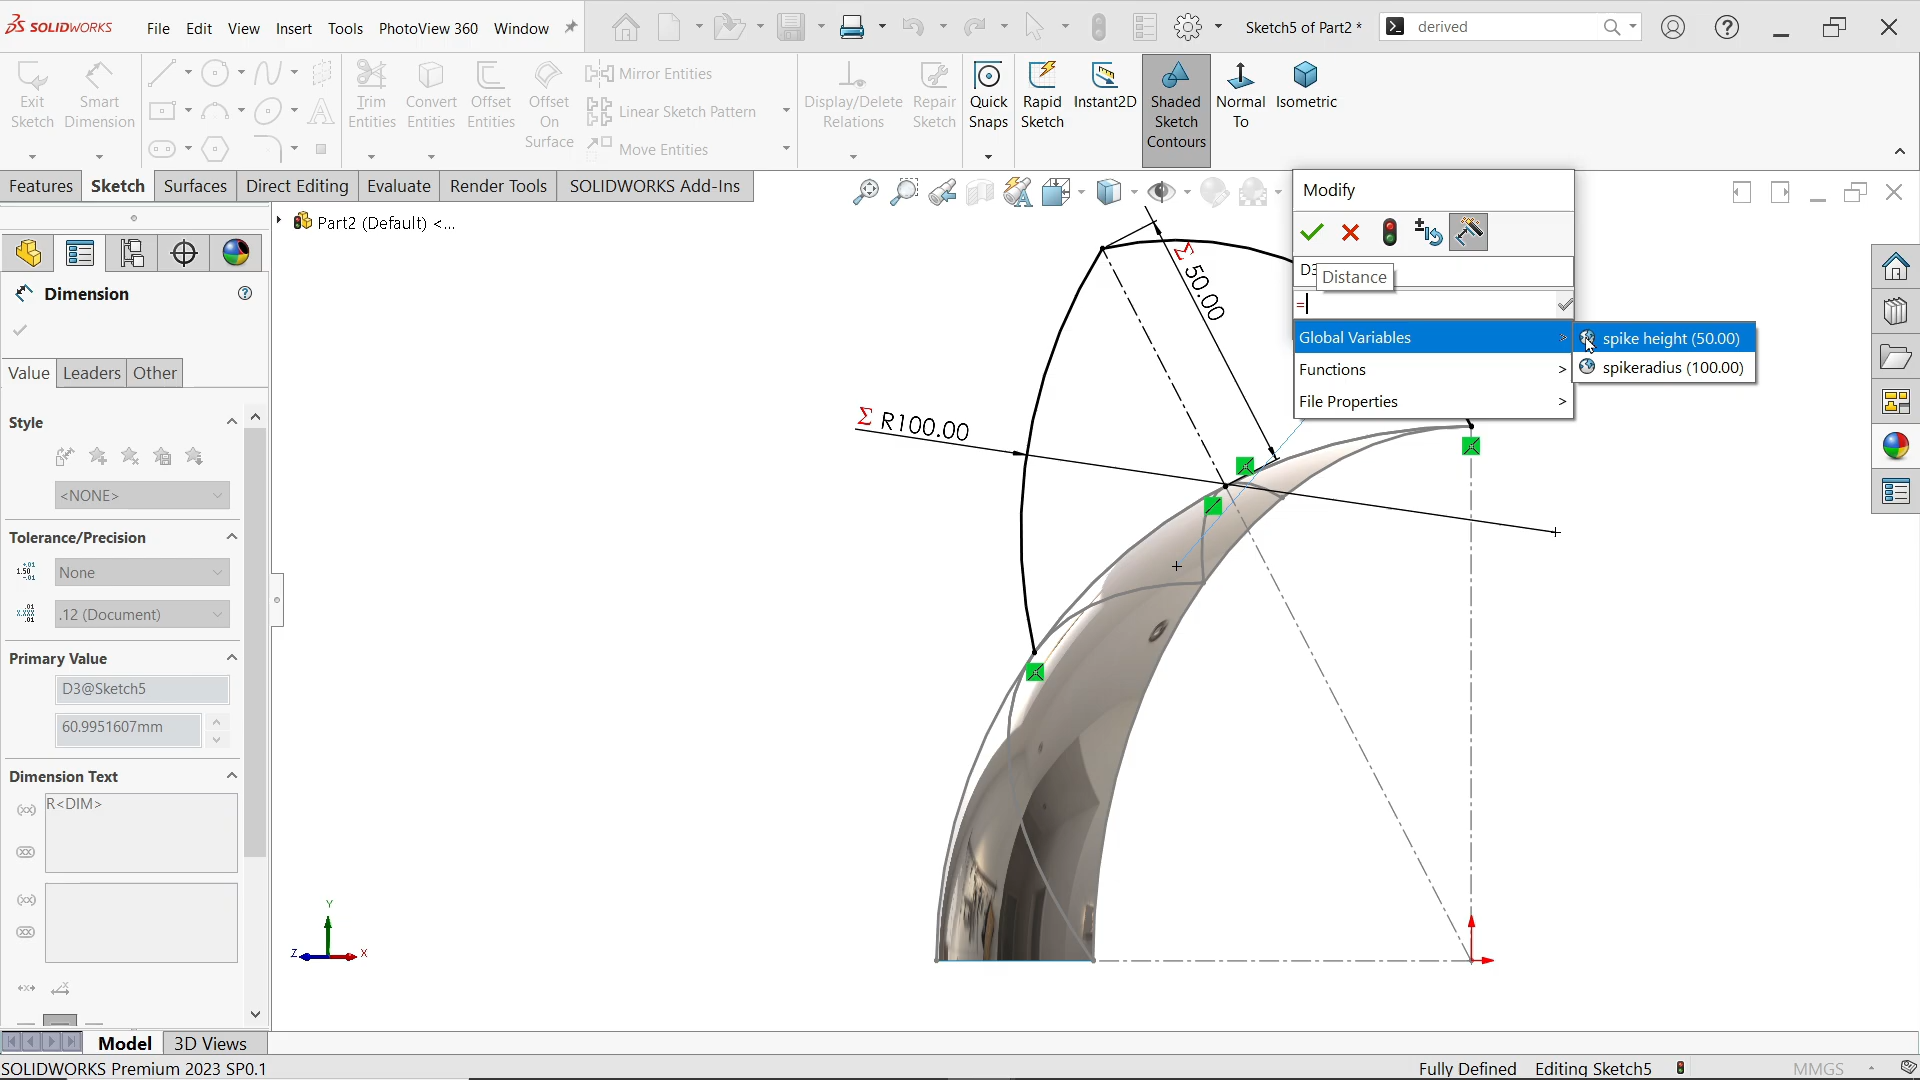 SOLIDWORKS File Edit View Insert Tools PhotoView 360 Window Sketch5 of Part2 * derived
Exit Sketch
Smart Dimension
Trim Entities
Convert Entities
Offset Entities
Offset On Surface
Mirror Entities
Linear Sketch Pattern
Move Entities
Display/Delete Relations
Repair Sketch
Quick Snaps
Rapid Sketch
Instant2D
Shaded Sketch Contours
Normal To
Isometric
Features Sketch Surfaces Direct Editing Evaluate Render Tools SOLIDWORKS Add-Ins
Part2 (Default) <...
Modify
D3
Distance
=
Global Variables
Functions >
File Properties >
spike height (50.00)
spikeradius (100.00)
Σ 50.00
Σ R100.00
Dimension
Value Leaders Other
Style
<NONE>
Tolerance/Precision
None
.12 (Document)
Primary Value
D3@Sketch5
60.9951607mm
Dimension Text
R<DIM>
Y
Z X
Model 3D Views
SOLIDWORKS Premium 2023 SP0.1 Fully Defined Editing Sketch5 MMGS